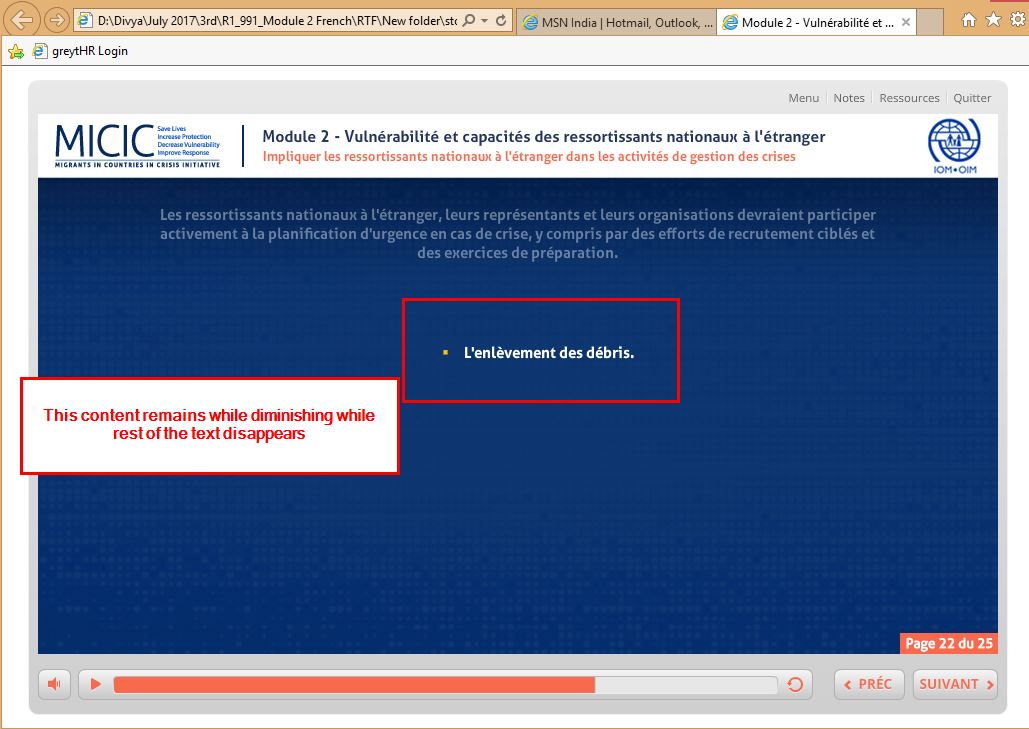 D:\Divya\July 2017\3rd\R1_991_Module 2 French\RTF\New folder\stc
MSN India | Hotmail, Outlook, ...
Module 2 - Vulnérabilité et ...
greytHR Login
Menu Notes Ressources Quitter
MICIC
Save Lives
Increase Protection
Decrease Vulnerability
Improve Response
MIGRANTS IN COUNTRIES IN CRISIS INITIATIVE
Module 2 - Vulnérabilité et capacités des ressortissants nationaux à l'étranger
Impliquer les ressortissants nationaux à l'étranger dans les activités de gestion des crises
IOM•OIM
Les ressortissants nationaux à l'étranger, leurs représentants et leurs organisations devraient participer
activement à la planification d'urgence en cas de crise, y compris par des efforts de recrutement ciblés et
des exercices de préparation.
L'enlèvement des débris.
This content remains while diminishing while
rest of the text disappears
Page 22 du 25
PRÉC
SUIVANT